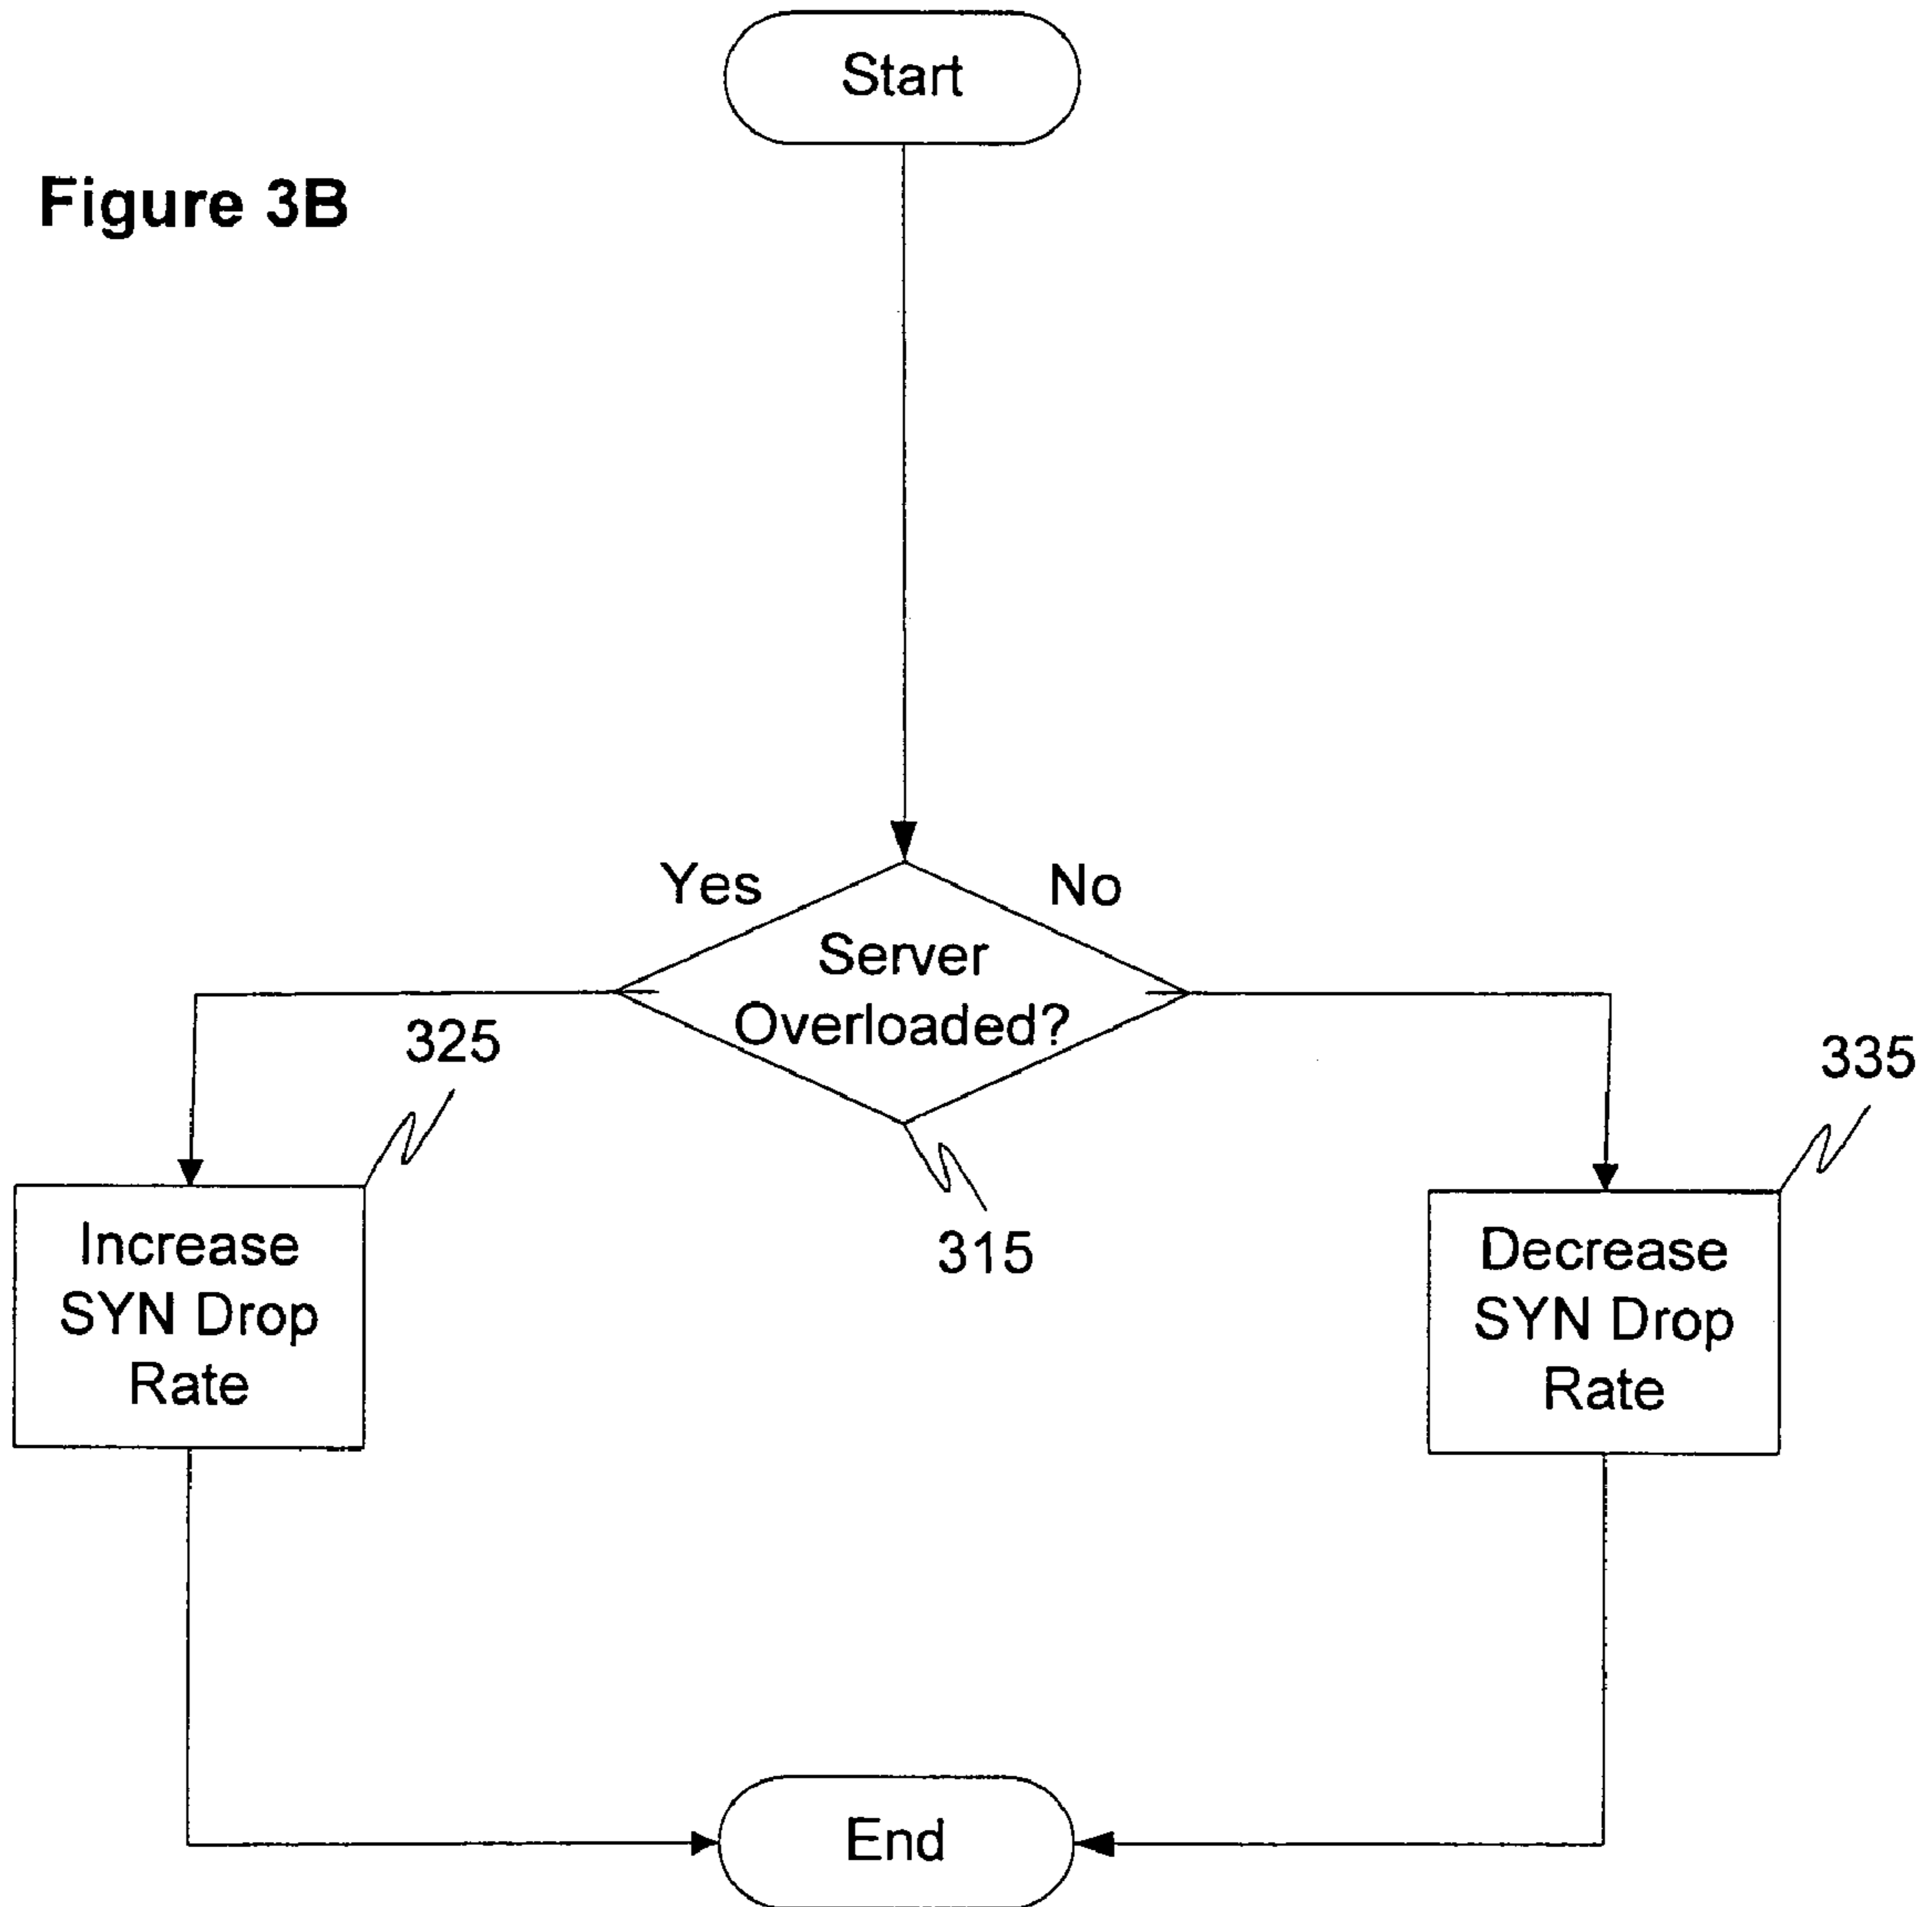 Start
Figure 3B
Yes
No
Server
Overloaded?
325
335
315
Increase
SYN Drop
Rate
Decrease
SYN Drop
Rate
End